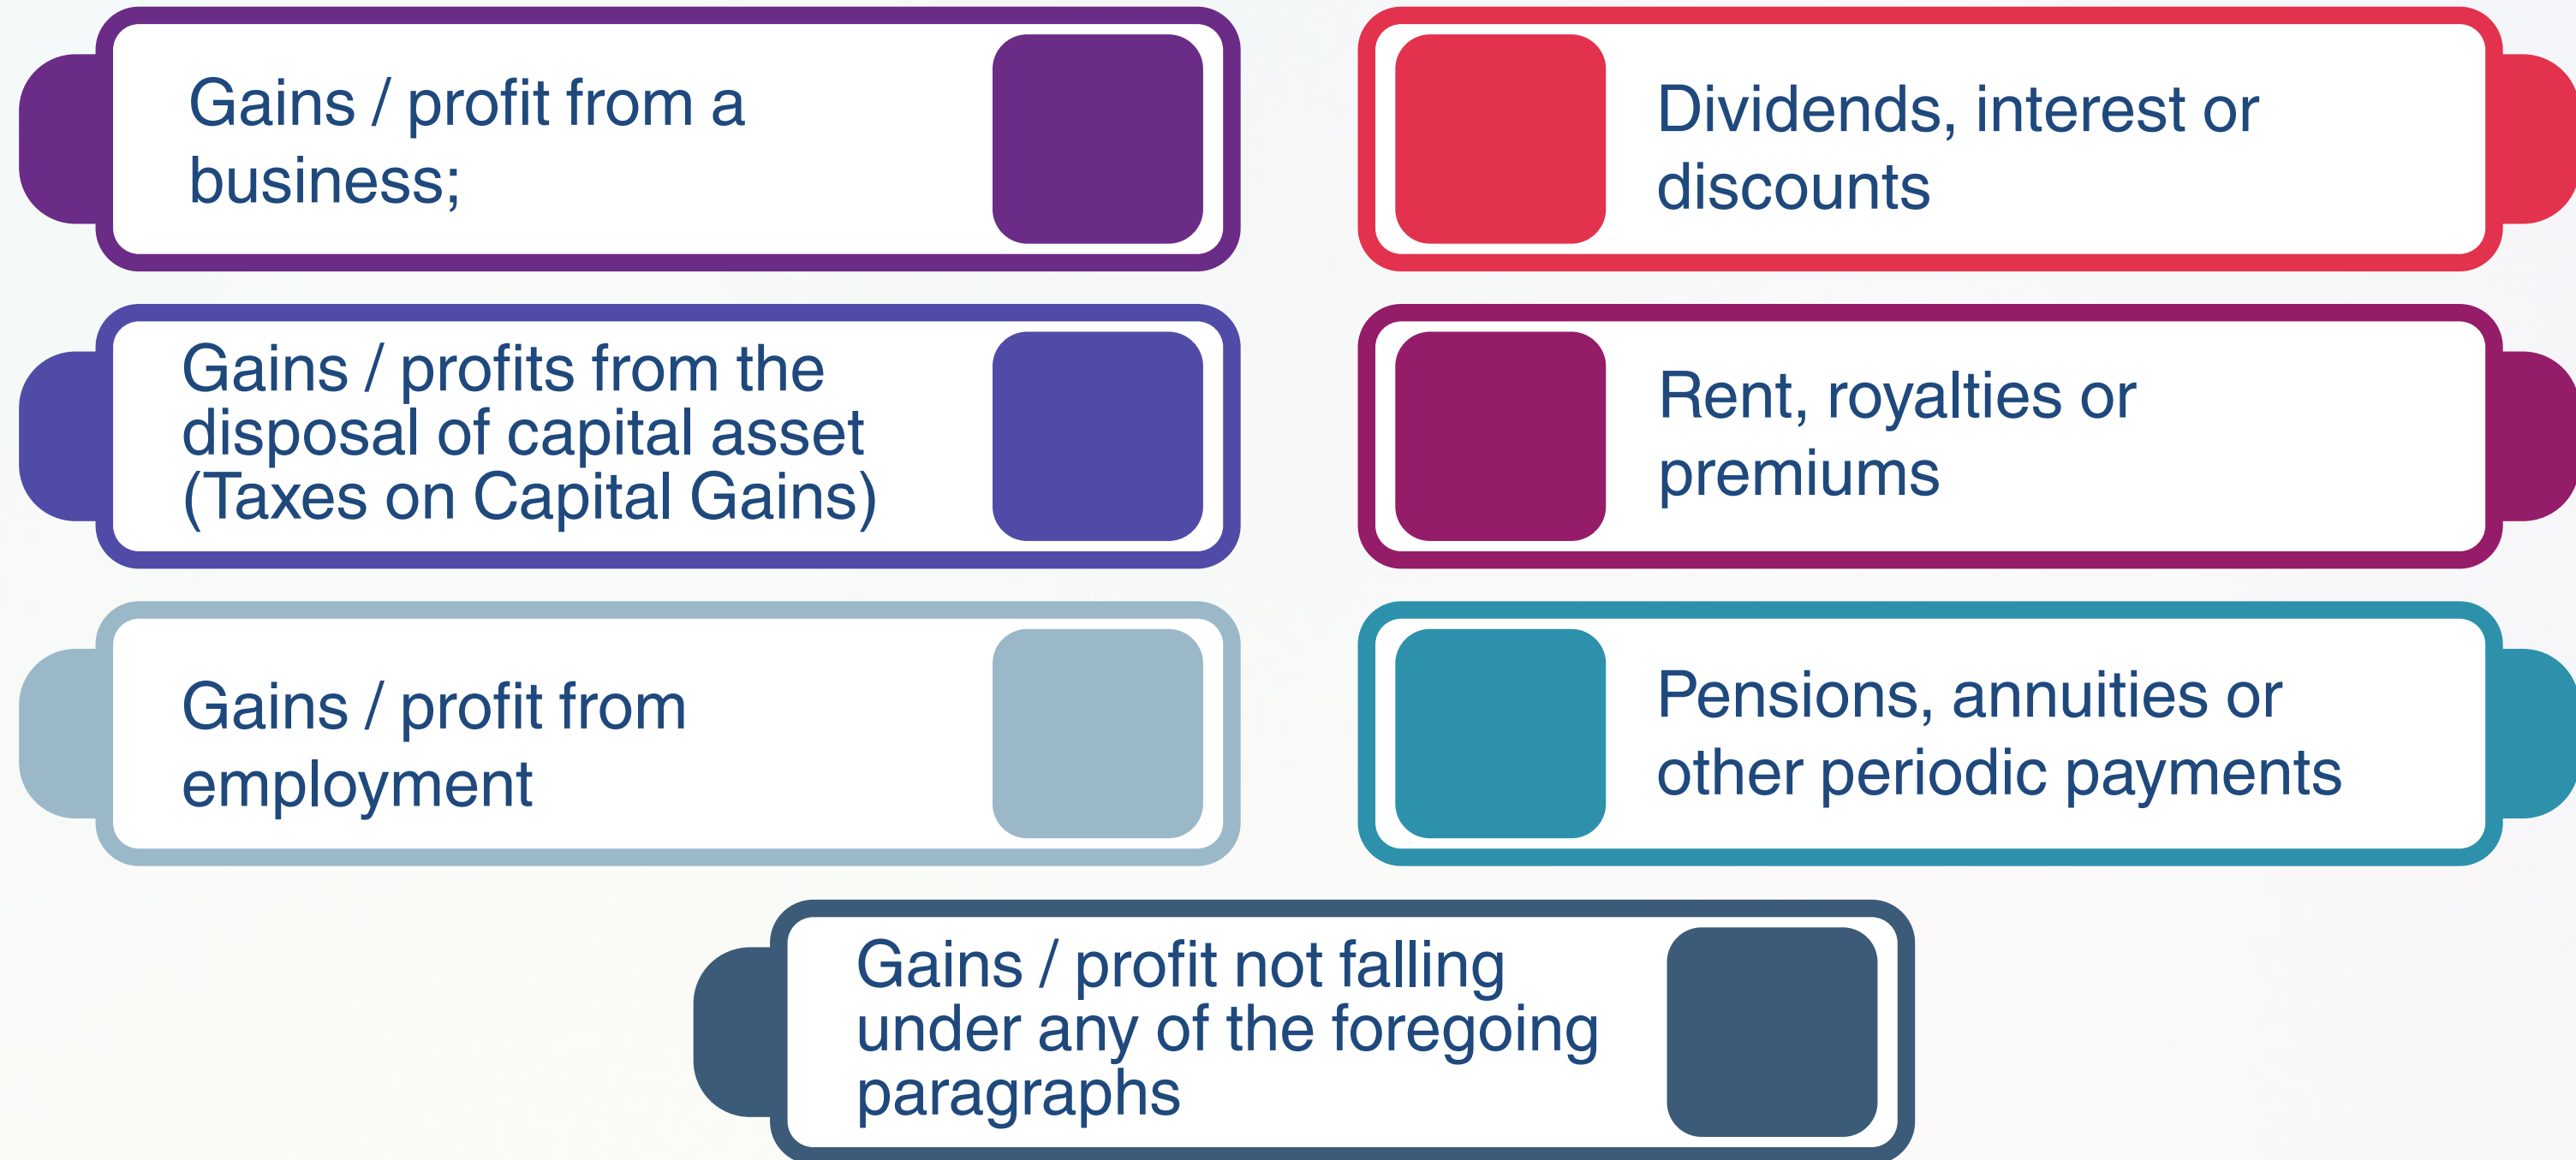 Gains / profit from a
business;
Dividends, interest or
discounts
Gains / profits from the
disposal of capital asset
(Taxes on Capital Gains)
Rent, royalties or
premiums
Gains / profit from
employment
Pensions, annuities or
other periodic payments
Gains / profit not falling
under any of the foregoing
paragraphs